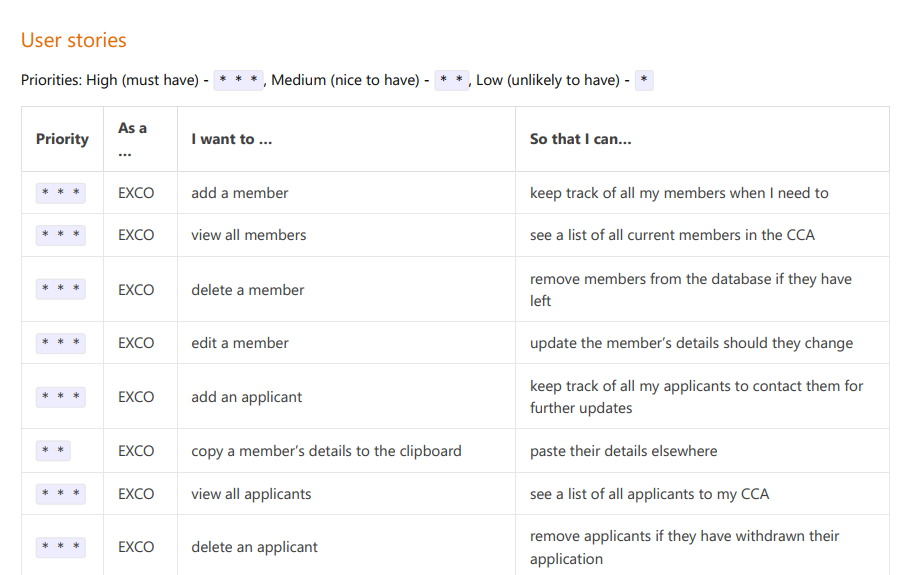 User stories
Priorities: High (must have) - * * *, Medium (nice to have) - * *, Low (unlikely to have) - *
Priority As a … I want to … So that I can…
* * * EXCO add a member keep track of all my members when I need to
* * * EXCO view all members see a list of all current members in the CCA
* * * EXCO delete a member remove members from the database if they have
left
* * * EXCO edit a member update the member’s details should they change
* * * EXCO add an applicant keep track of all my applicants to contact them for
further updates
* * EXCO copy a member’s details to the clipboard paste their details elsewhere
* * * EXCO view all applicants see a list of all applicants to my CCA
* * * EXCO delete an applicant remove applicants if they have withdrawn their
application